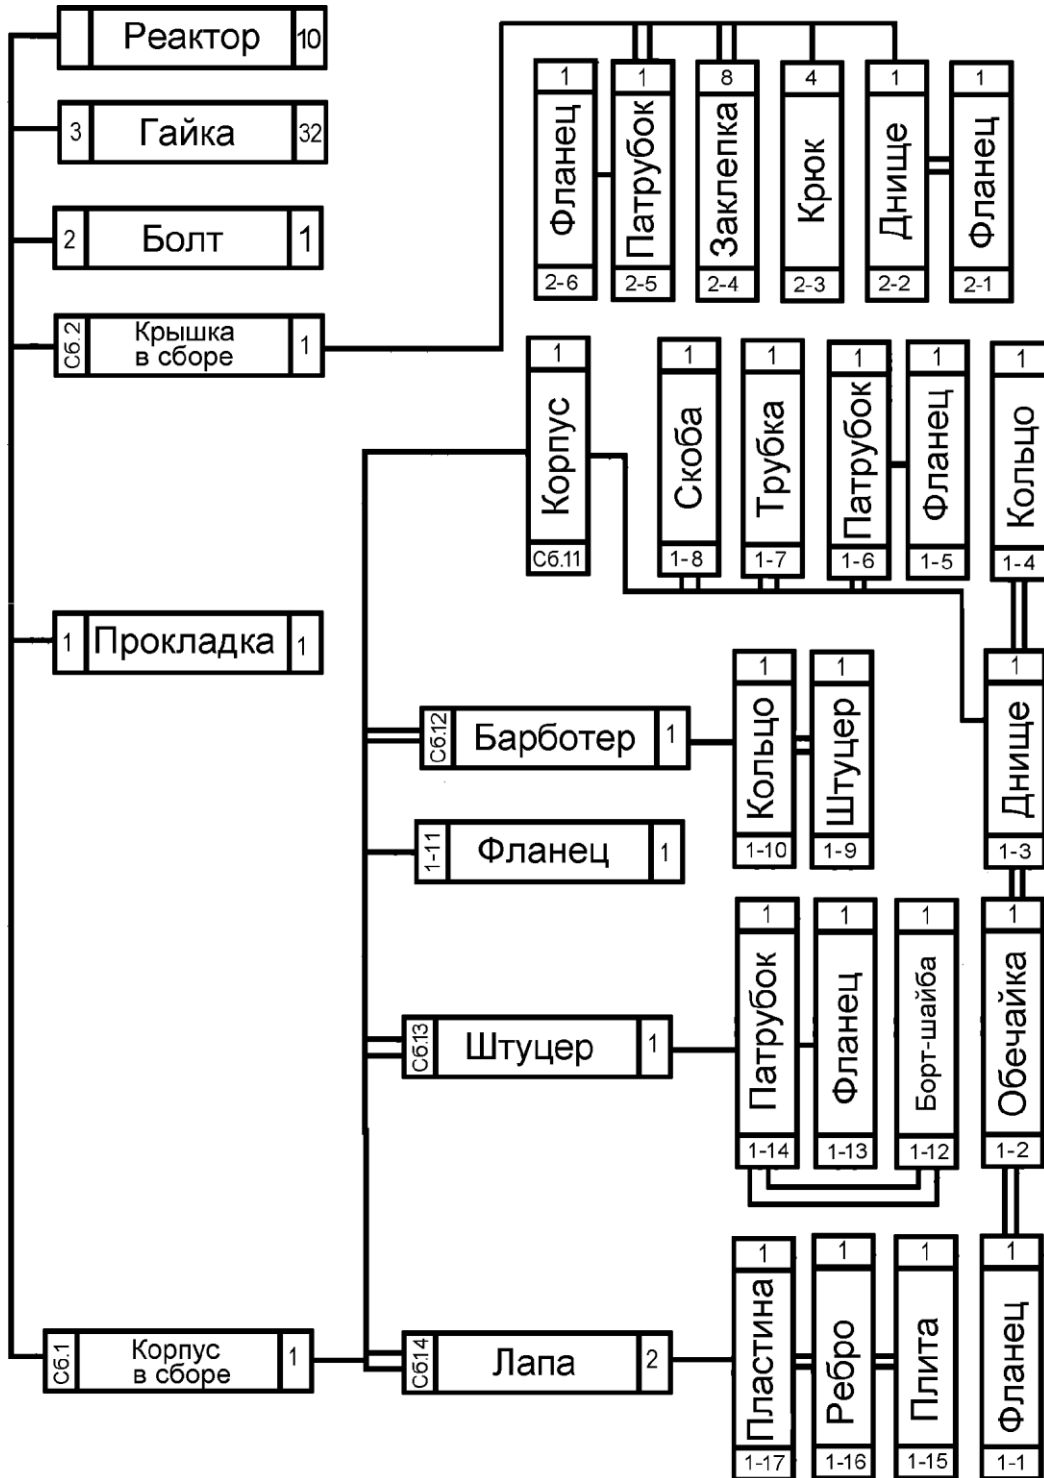 Реактор 10
3 Гайка 32
2 Болт 1
Сб.2 Крышка
в сборе 1
1 Прокладка 1
Сб.1 Корпус
в сборе 1
1 Фланец 2-6
1 Патрубок 2-5
8 Заклепка 2-4
4 Крюк 2-3
1 Днище 2-2
1 Фланец 2-1
1 Корпус Сб.11
1 Скоба 1-8
1 Трубка 1-7
1 Патрубок 1-6
1 Фланец 1-5
1 Кольцо 1-4
Сб.12 Барботер 1
1 Кольцо 1-10
1 Штуцер 1-9
1 Днище 1-3
1-11 Фланец 1
Сб.13 Штуцер 1
1 Патрубок 1-14
1 Фланец 1-13
1 Борт-шайба 1-12
1 Обечайка 1-2
Сб.14 Лапа 2
1 Пластина 1-17
1 Ребро 1-16
1 Плита 1-15
1 Фланец 1-1